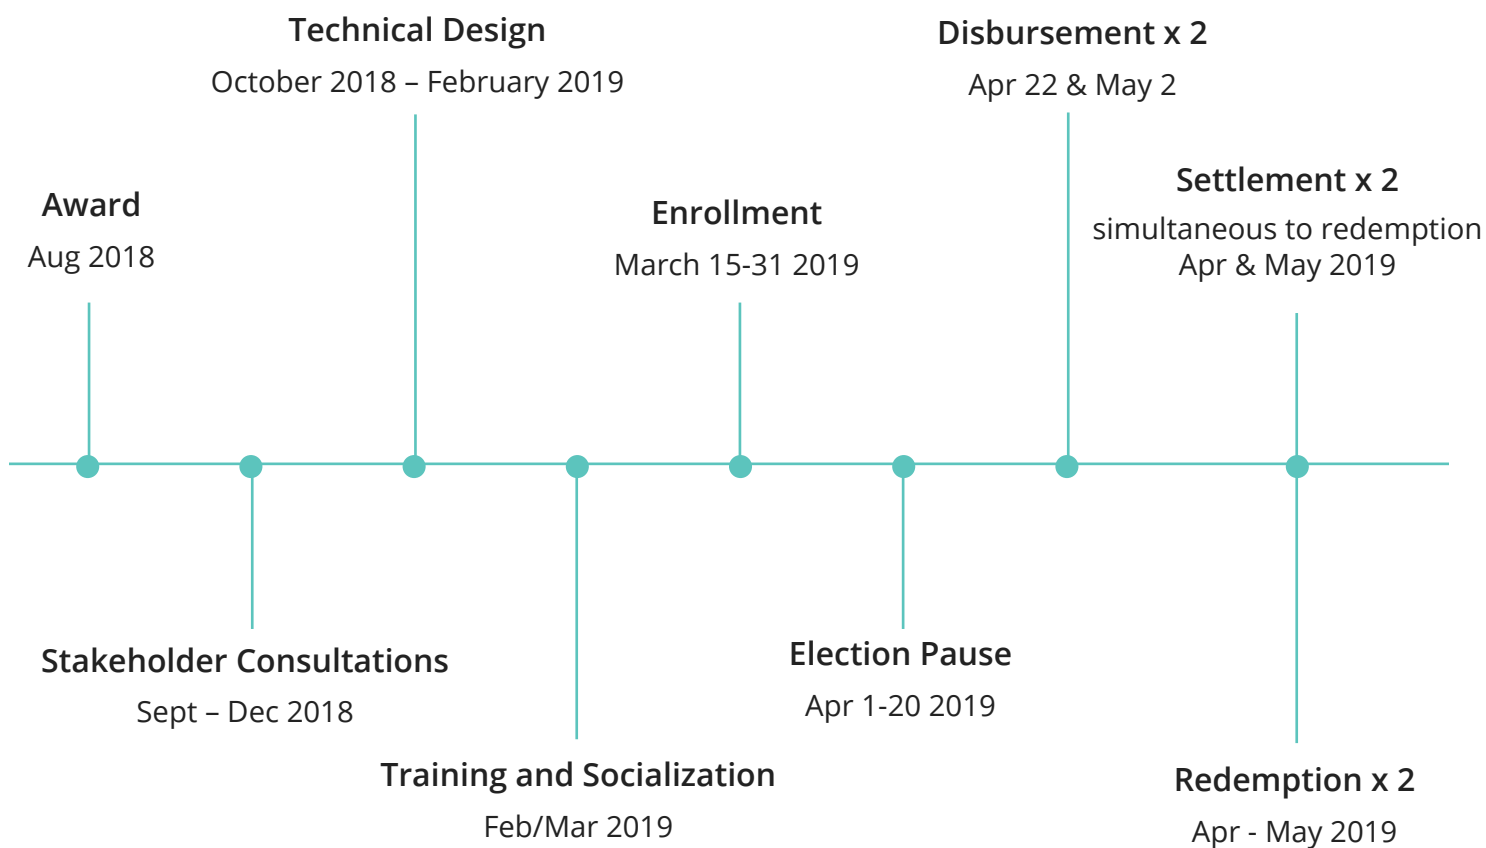 Technical Design
October 2018 – February 2019
Disbursement x 2
Apr 22 & May 2
Settlement x 2
simultaneous to redemption
Apr & May 2019
Award
Aug 2018
Enrollment
March 15-31 2019
Stakeholder Consultations
Sept – Dec 2018
Election Pause
Apr 1-20 2019
Training and Socialization
Feb/Mar 2019
Redemption x 2
Apr - May 2019